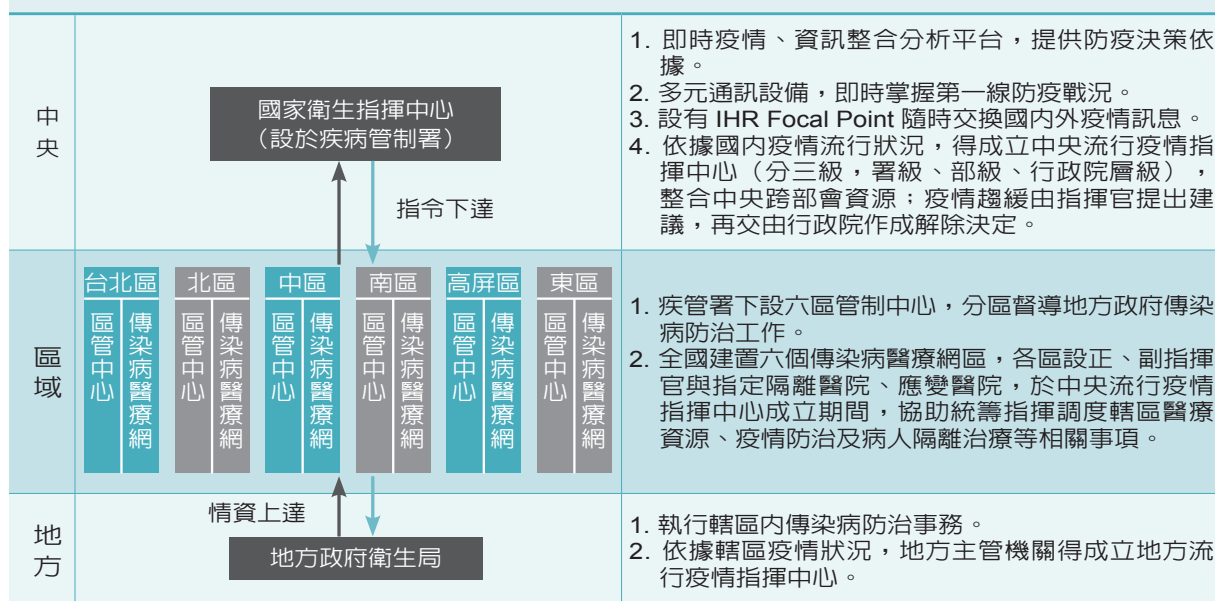 中央
國家衛生指揮中心
（設於疾病管制署）
指令下達
1. 即時疫情、資訊整合分析平台，提供防疫決策依
據。
2. 多元通訊設備，即時掌握第一線防疫戰況。
3. 設有 IHR Focal Point 隨時交換國內外疫情訊息。
4. 依據國內疫情流行狀況，得成立中央流行疫情指
揮中心（分三級，署級、部級、行政院層級），
整合中央跨部會資源；疫情趨緩由指揮官提出建
議，再交由行政院作成解除決定。
區域
台北區
區管中心
傳染病醫療網
北區
區管中心
傳染病醫療網
中區
區管中心
傳染病醫療網
南區
區管中心
傳染病醫療網
高屏區
區管中心
傳染病醫療網
東區
區管中心
傳染病醫療網
1. 疾管署下設六區管制中心，分區督導地方政府傳染
病防治工作。
2. 全國建置六個傳染病醫療網區，各區設正、副指揮
官與指定隔離醫院、應變醫院，於中央流行疫情
指揮中心成立期間，協助統籌指揮調度轄區醫療
資源、疫情防治及病人隔離治療等相關事項。
地方
情資上達
地方政府衛生局
1. 執行轄區內傳染病防治事務。
2. 依據轄區疫情狀況，地方主管機關得成立地方流
行疫情指揮中心。